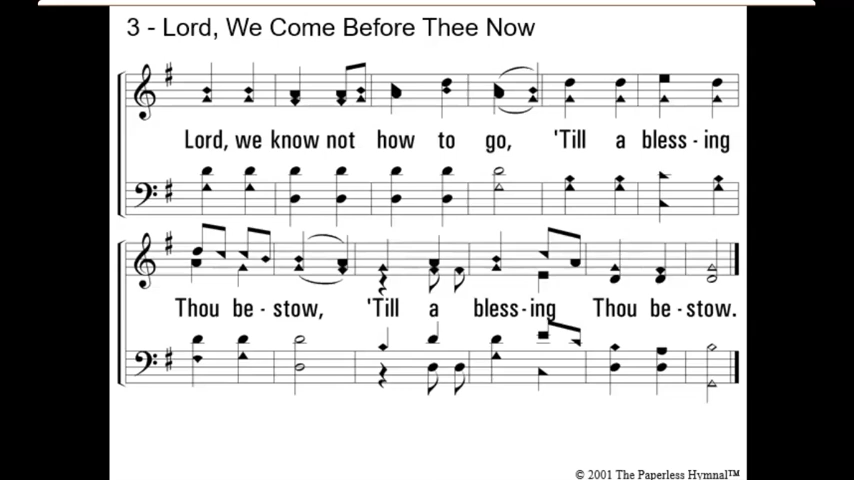 3 - Lord, We Come Before Thee Now
Lord, we know not how to go, 'Till a bless - ing
Thou be - stow, 'Till a bless - ing Thou be - stow.
© 2001 The Paperless Hymnal™